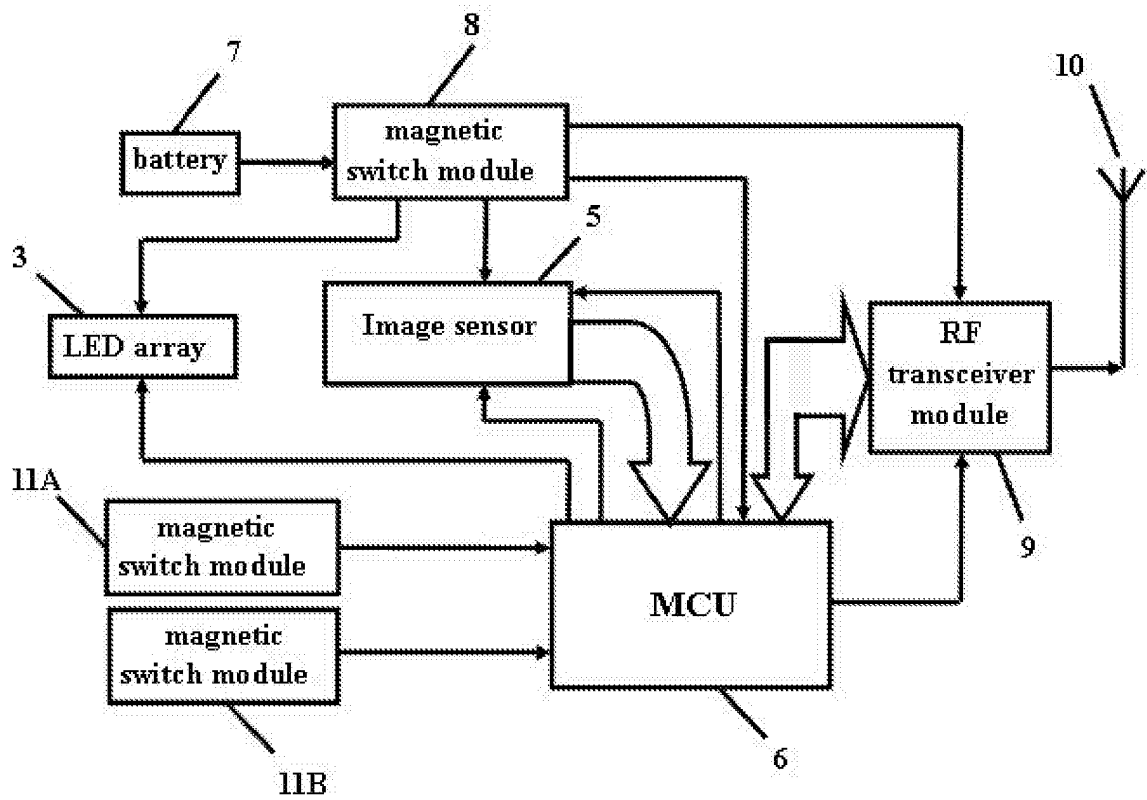 8
7
10
magnetic
switch module
battery
5
3
Image sensor
LED array
RF
transceiver
module
11A
magnetic
switch module
9
MCU
magnetic
switch module
6
11B